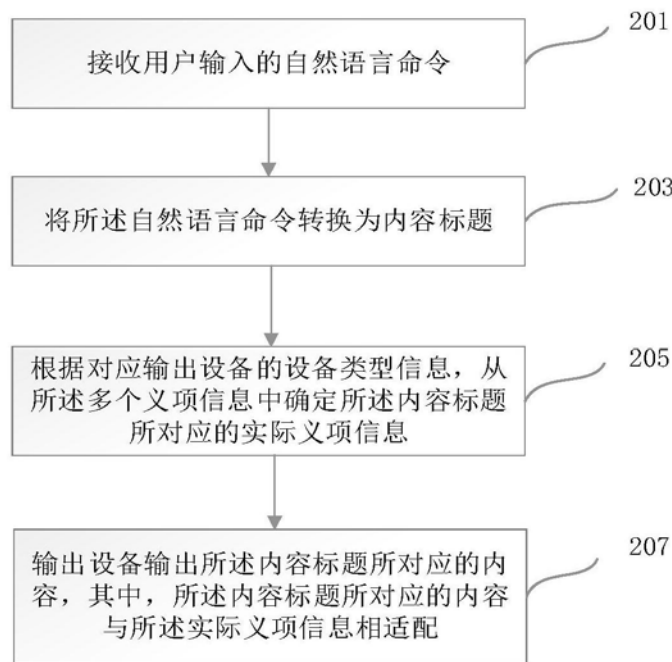 201
接收用户输入的自然语言命令
203
将所述自然语言命令转换为内容标题
205
根据对应输出设备的设备类型信息，从
所述多个义项信息中确定所述内容标题
所对应的实际义项信息
207
输出设备输出所述内容标题所对应的内
容，其中，所述内容标题所对应的内容
与所述实际义项信息相适配